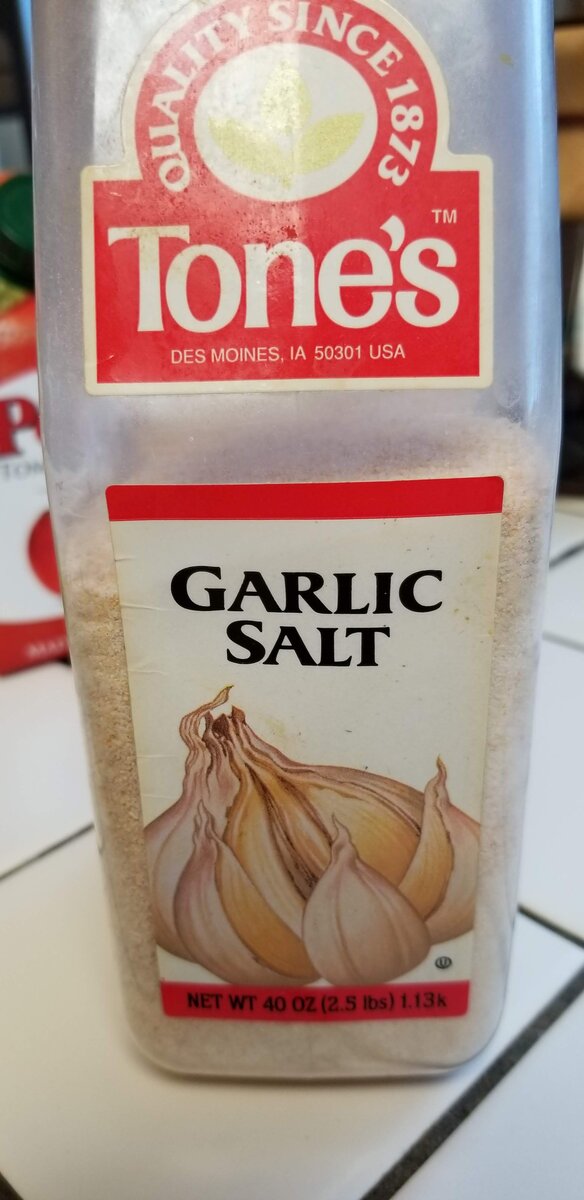 QUALITY SINCE 1873
Tone's™
DES MOINES, IA 50301 USA
GARLIC
SALT
U
NET WT 40 OZ (2.5 lbs) 1.13k